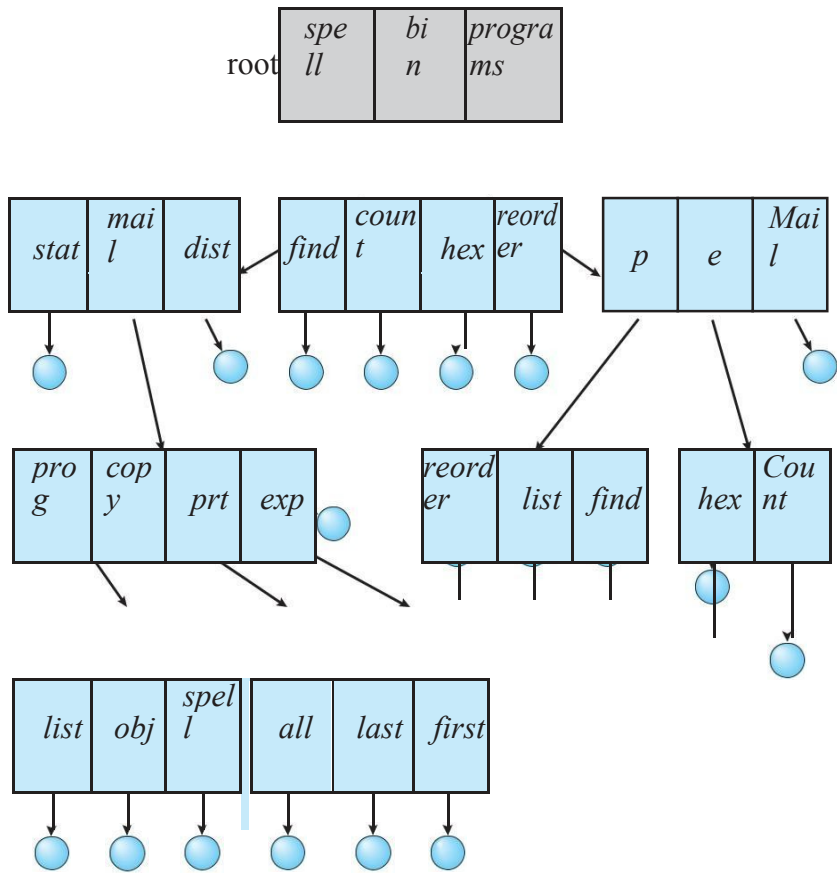 root
spe
ll
bi
n
progra
ms
stat
mai
l
dist
find
coun
t
hex
reord
er
p
e
Mai
l
pro
g
cop
y
prt
exp
reord
er
list
find
hex
Cou
nt
list
obj
spel
l
all
last
first